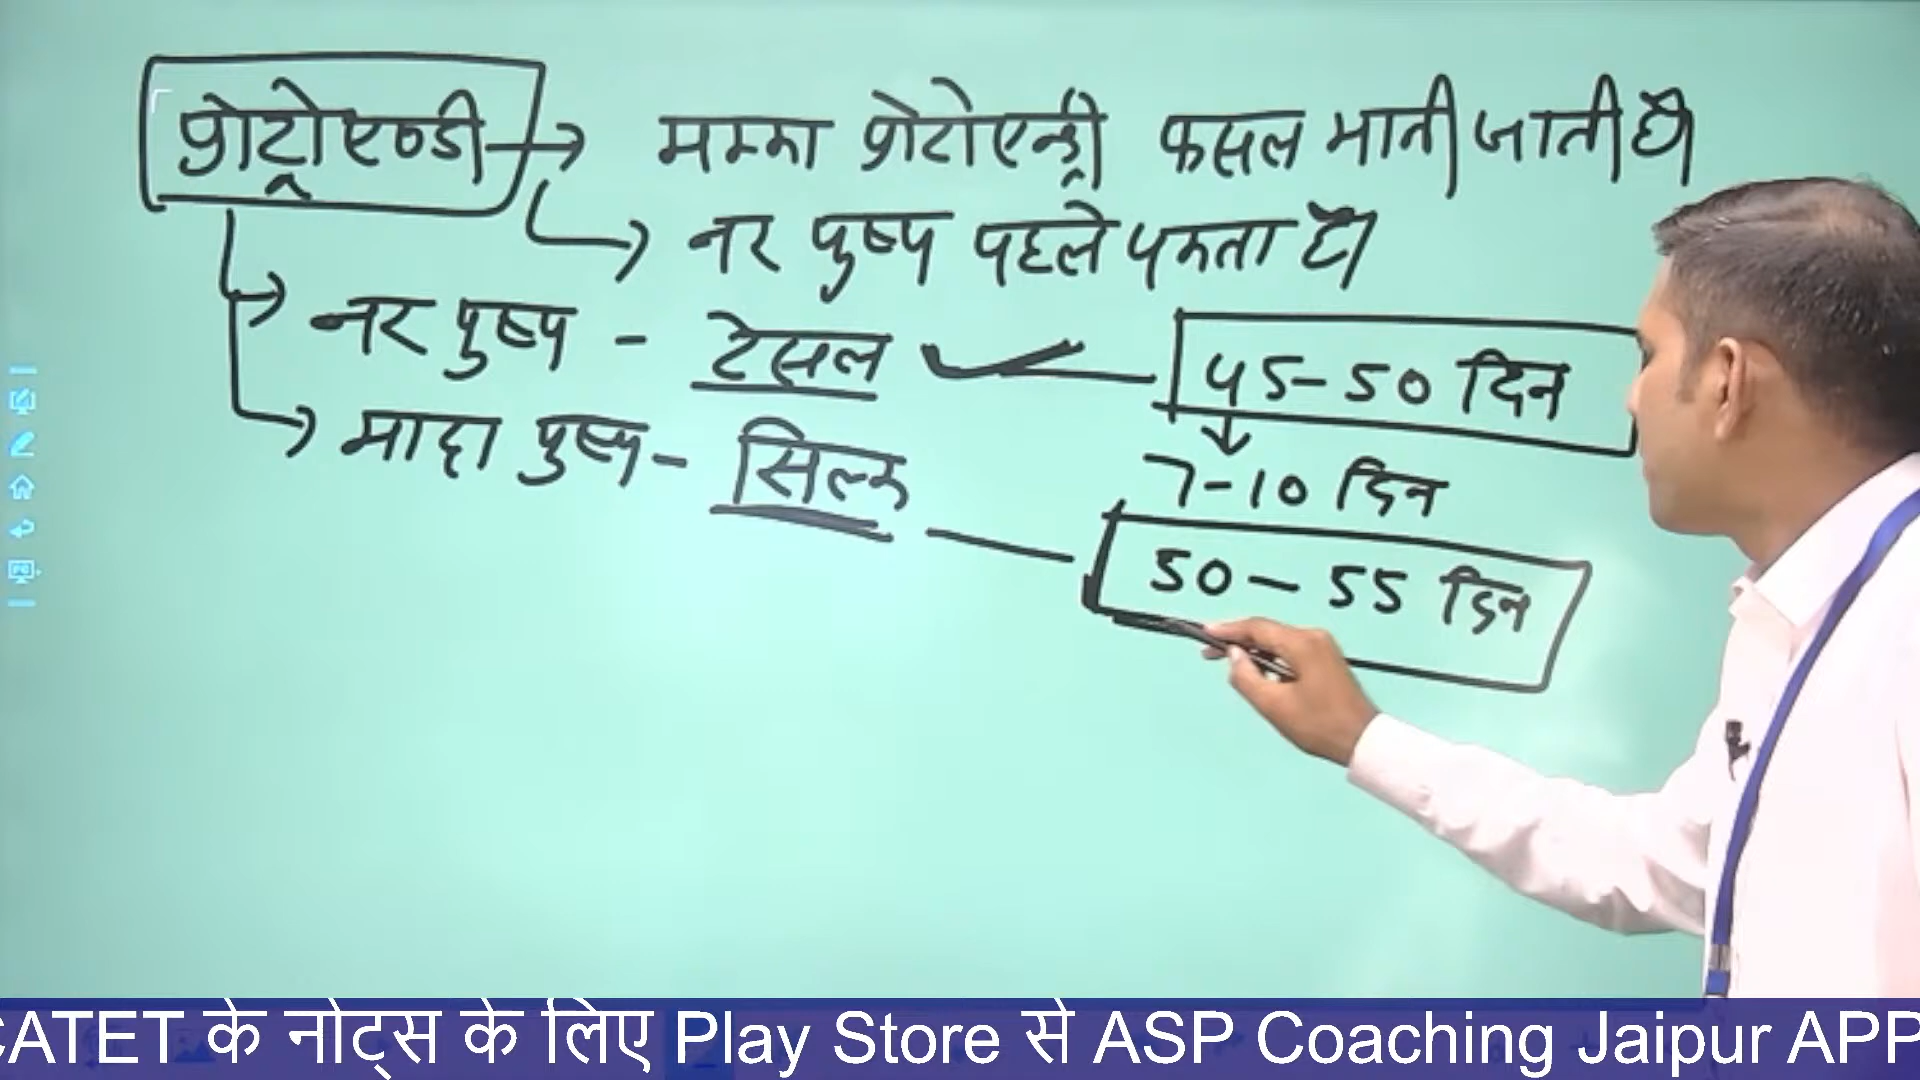 प्रोट्रोएण्डी → मक्का प्रोटोएन्ड्री फसल मानी जाती है।
→ नर पुष्प पहले पकता है।
→ नर पुष्प - टेसल ✓ — 45-50 दिन
↓
7-10 दिन
→ माद्दा पुष्प - सिल्क — 50-55 दिन
CATET के नोट्स के लिए Play Store से ASP Coaching Jaipur APP